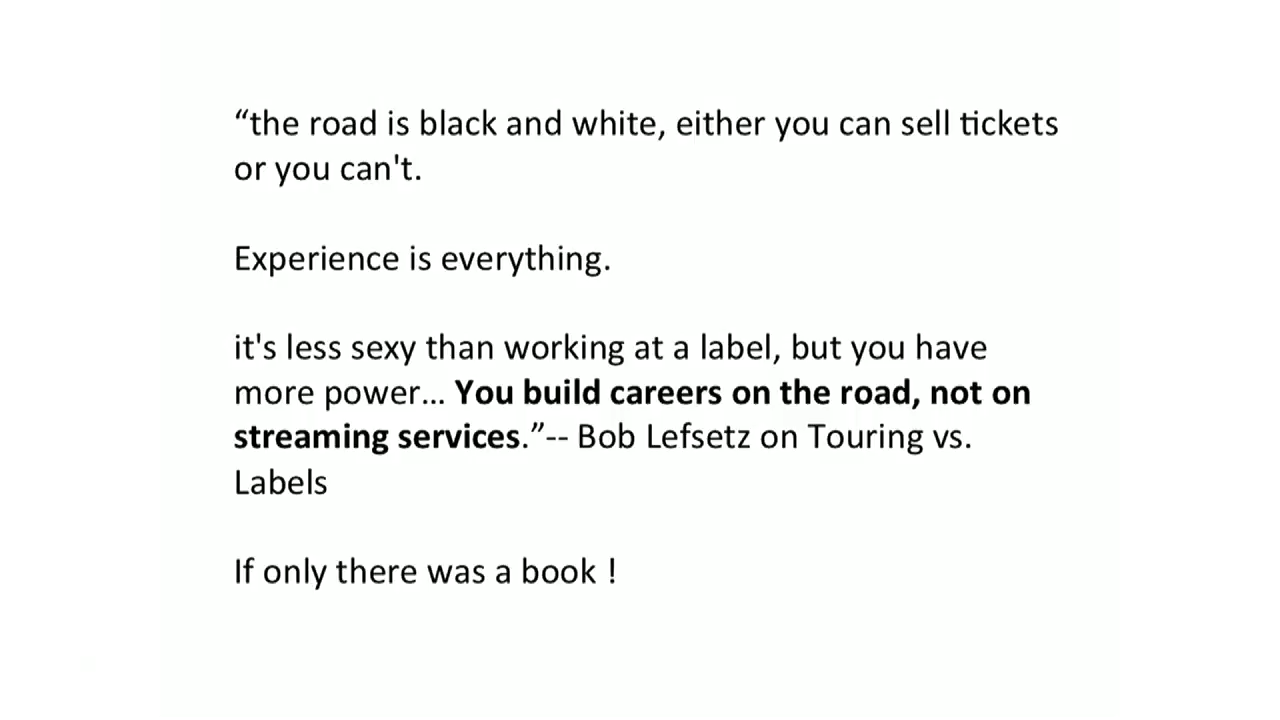 “the road is black and white, either you can sell tickets
or you can't.
Experience is everything.
it's less sexy than working at a label, but you have
more power… You build careers on the road, not on
streaming services.”-- Bob Lefsetz on Touring vs.
Labels
If only there was a book !